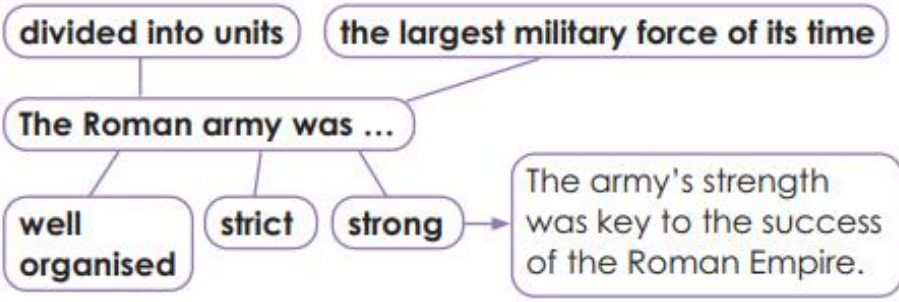 divided into units
the largest military force of its time
The Roman army was ...
well
organised
strict
strong
The army’s strength
was key to the success
of the Roman Empire.